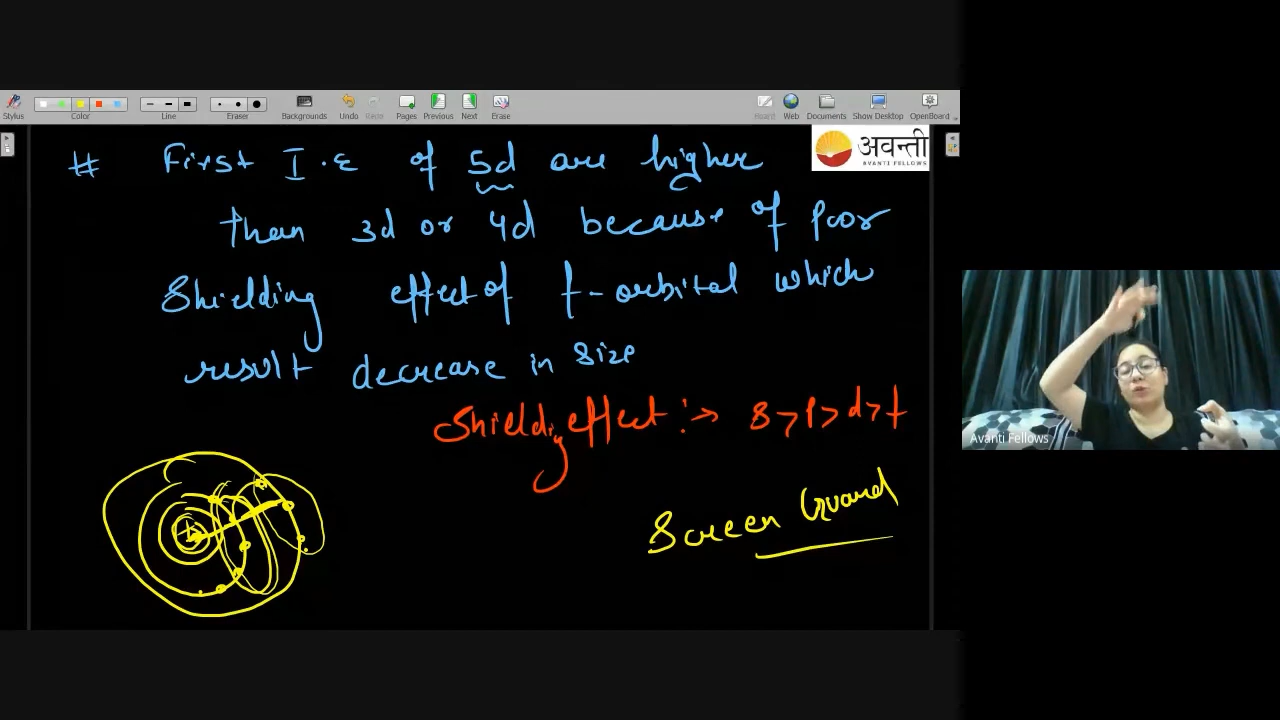 Stylus
Color
Line
Eraser
Backgrounds
Undo
Redo
Pages
Previous
Next
Erase
Board
Web
Documents
Show Desktop
OpenBoard
अवन्ती
AVANTI FELLOWS
# First I.E of 5d are higher
than 3d or 4d because of poor
Shielding effect of f-orbital which
result decrease in size
Shieldig effect :→ s > p > d > f
Screen Guard
Avanti Fellows